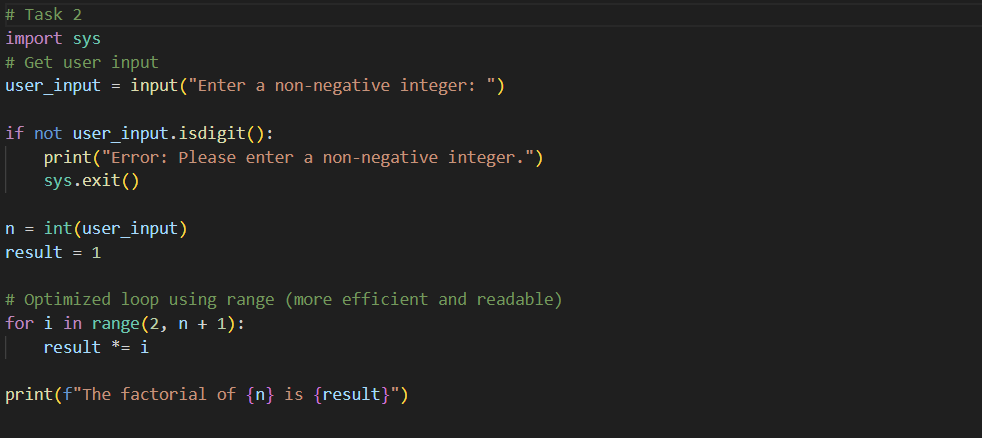 # Task 2
import sys
# Get user input
user_input = input("Enter a non-negative integer: ")
if not user_input.isdigit():
    print("Error: Please enter a non-negative integer.")
    sys.exit()
n = int(user_input)
result = 1
# Optimized loop using range (more efficient and readable)
for i in range(2, n + 1):
    result *= i
print(f"The factorial of {n} is {result}")